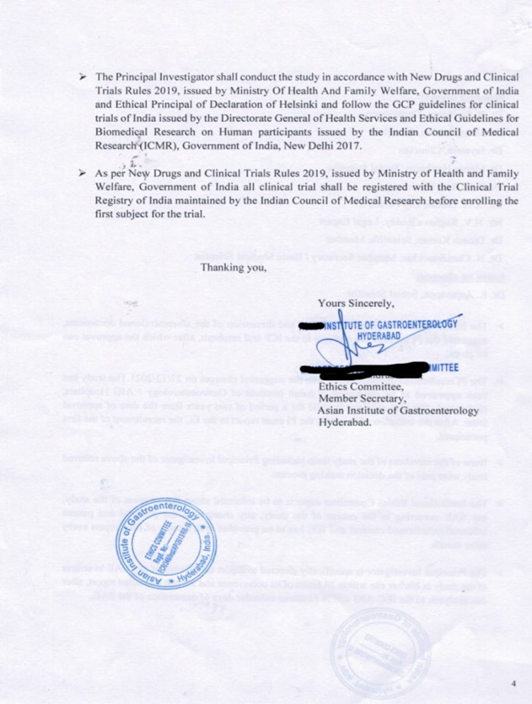 ➢ The Principal Investigator shall conduct the study in accordance with New Drugs and Clinical
Trials Rules 2019, issued by Ministry Of Health And Family Welfare, Government of India
and Ethical Principal of Declaration of Helsinki and follow the GCP guidelines for clinical
trials of India issued by the Directorate General of Health Services and Ethical Guidelines for
Biomedical Research on Human participants issued by the Indian Council of Medical
Research (ICMR), Government of India, New Delhi 2017.
➢ As per New Drugs and Clinical Trials Rules 2019, issued by Ministry of Health and Family
Welfare, Government of India all clinical trial shall be registered with the Clinical Trial
Registry of India maintained by the Indian Council of Medical Research before enrolling the
first subject for the trial.
Thanking you,
Yours Sincerely,
INSTITUTE OF GASTROENTEROLOGY
HYDERABAD
MITTEE
Ethics Committee,
Member Secretary,
Asian Institute of Gastroenterology
Hyderabad.
Asian Institute of Gastroenterology
Hyderabad, India
ETHICS COMMITTEE
Regd. No.
4